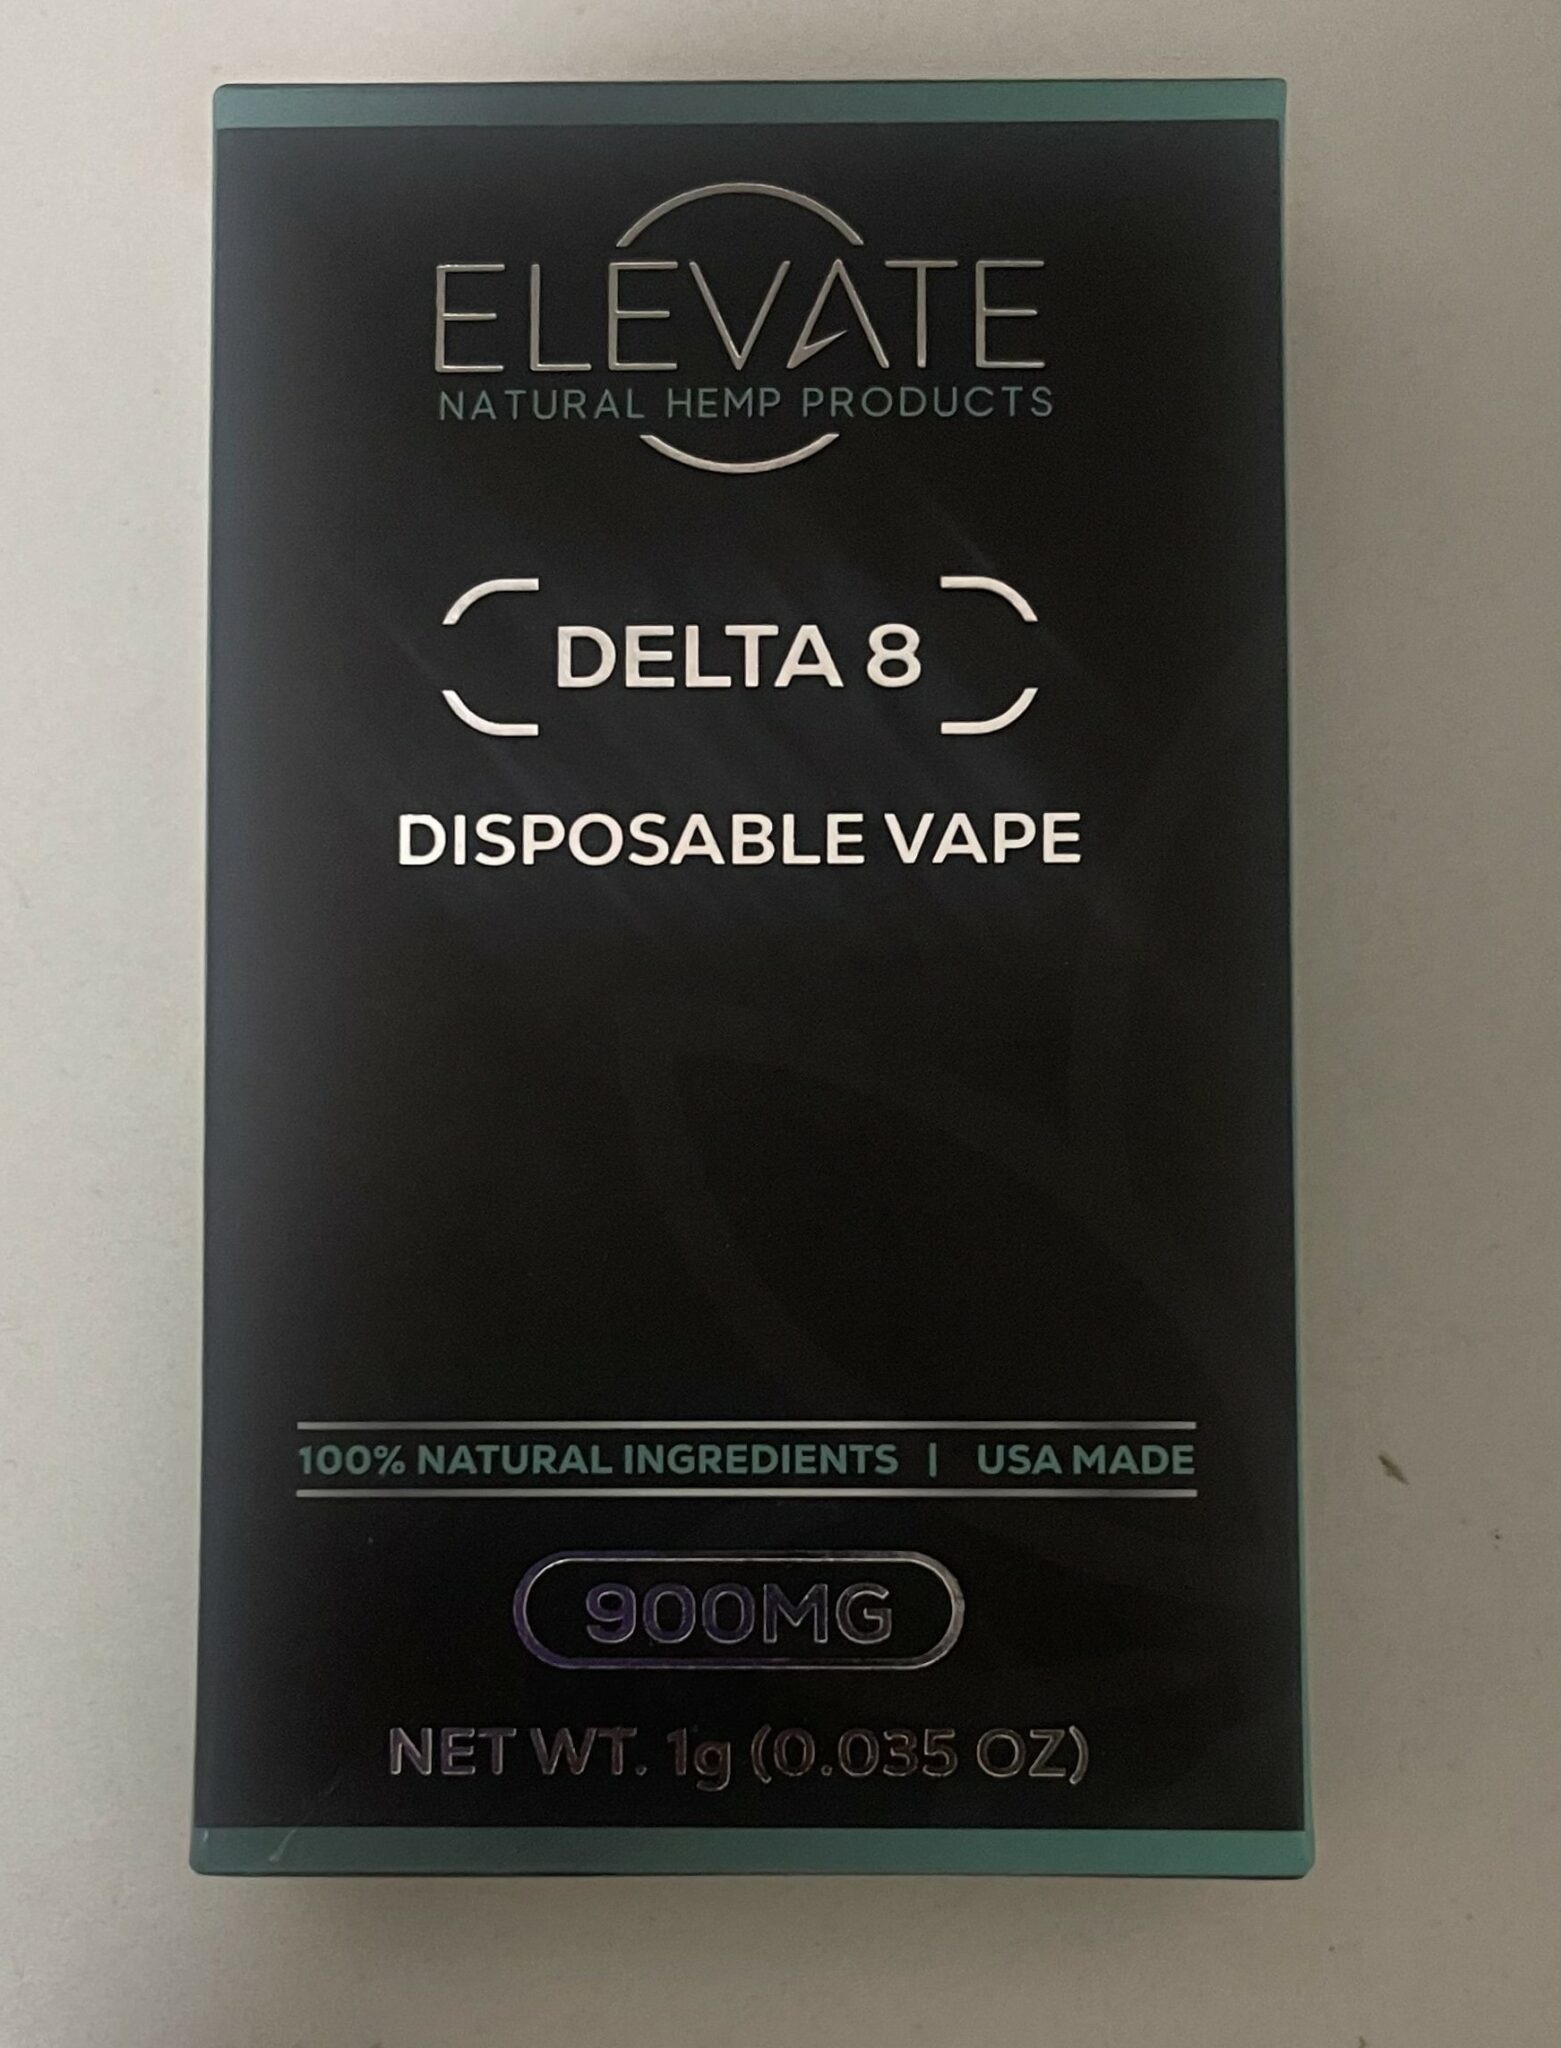 ELEVATE
NATURAL HEMP PRODUCTS
DELTA 8
DISPOSABLE VAPE
100% NATURAL INGREDIENTS | USA MADE
900MG
NET WT. 1g (0.035 OZ)